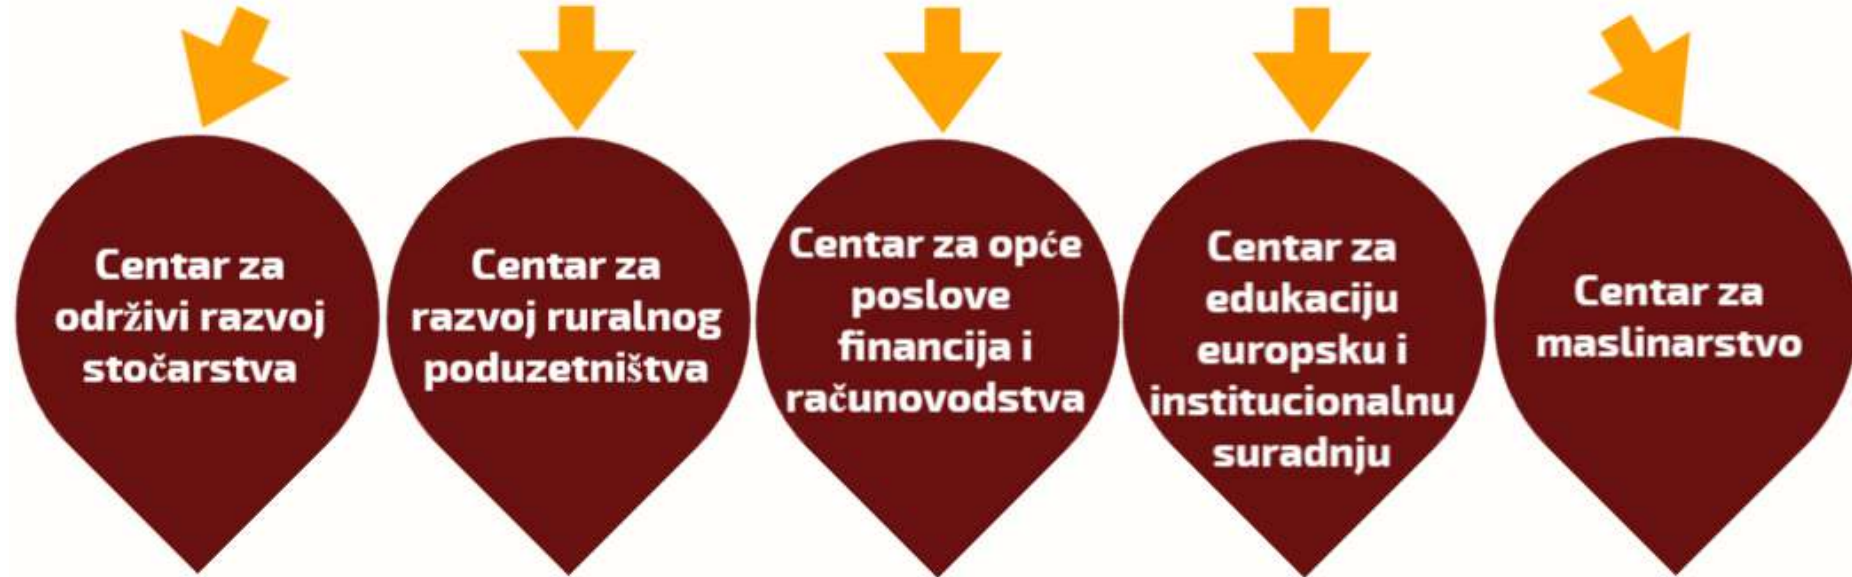 Centar za
održivi razvoj
stočarstva
Centar za
razvoj ruralnog
poduzetništva
Centar za opće
poslove
financija i
računovodstva
Centar za
edukaciju
europsku i
institucionalnu
suradnju
Centar za
maslinarstvo